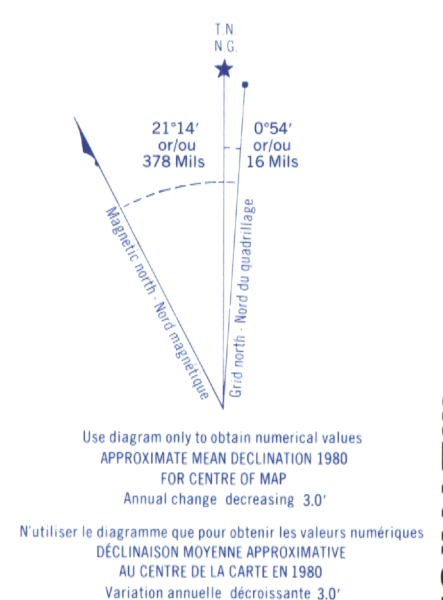 T.N.
N.G.
21°14'
or/ou
378 Mils
0°54'
or/ou
16 Mils
Magnetic north - Nord magnétique
Grid north - Nord du quadrillage
Use diagram only to obtain numerical values
APPROXIMATE MEAN DECLINATION 1980
FOR CENTRE OF MAP
Annual change decreasing 3.0'
N'utiliser le diagramme que pour obtenir les valeurs numériques
DÉCLINAISON MOYENNE APPROXIMATIVE
AU CENTRE DE LA CARTE EN 1980
Variation annuelle décroissante 3.0'